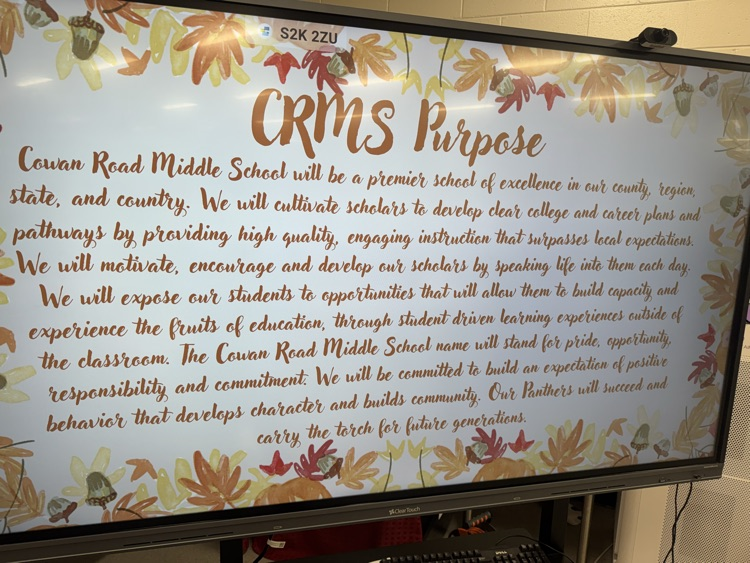 S2K 2ZU
CRMS Purpose
Cowan Road Middle School will be a premier school of excellence in our county, region,
state, and country. We will cultivate scholars to develop clear college and career plans and
pathways by providing high quality, engaging instruction that surpasses local expectations.
We will motivate, encourage and develop our scholars by speaking life into them each day.
We will expose our students to opportunities that will allow them to build capacity and
experience the fruits of education, through student driven learning experiences outside of
the classroom. The Cowan Road Middle School name will stand for pride, opportunity,
responsibility and commitment. We will be committed to build an expectation of positive
behavior that develops character and builds community. Our Panthers will succeed and
carry the torch for future generations.
Clear Touch